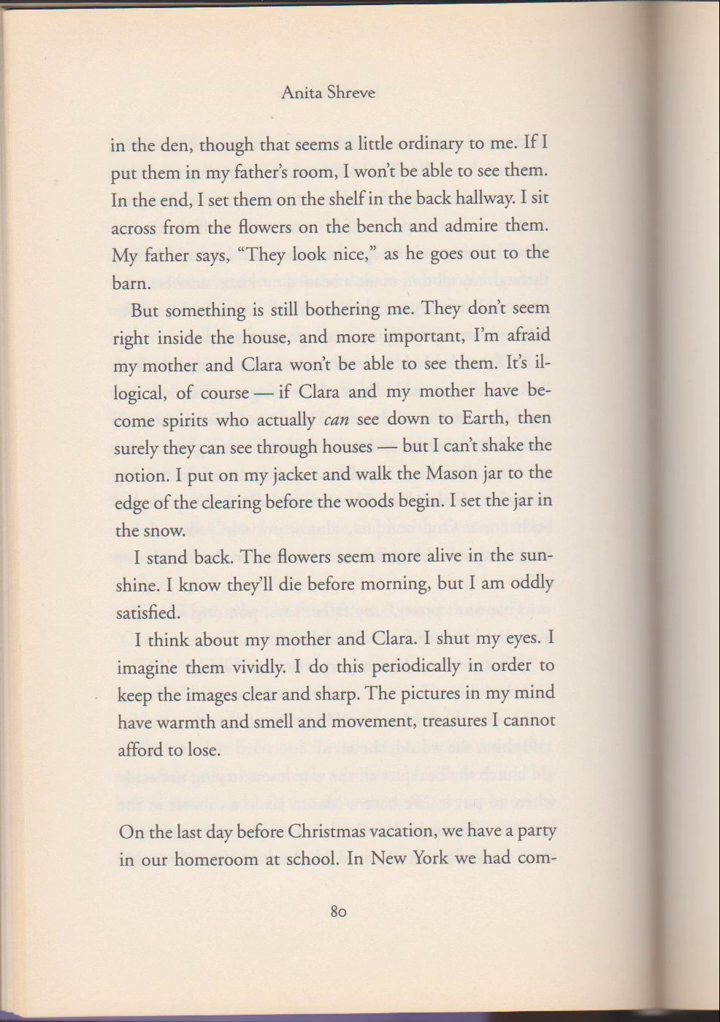 Anita Shreve
in the den, though that seems a little ordinary to me. If I
put them in my father’s room, I won’t be able to see them.
In the end, I set them on the shelf in the back hallway. I sit
across from the flowers on the bench and admire them.
My father says, “They look nice,” as he goes out to the
barn.
But something is still bothering me. They don’t seem
right inside the house, and more important, I’m afraid
my mother and Clara won’t be able to see them. It’s il-
logical, of course — if Clara and my mother have be-
come spirits who actually can see down to Earth, then
surely they can see through houses — but I can’t shake the
notion. I put on my jacket and walk the Mason jar to the
edge of the clearing before the woods begin. I set the jar in
the snow.
I stand back. The flowers seem more alive in the sun-
shine. I know they’ll die before morning, but I am oddly
satisfied.
I think about my mother and Clara. I shut my eyes. I
imagine them vividly. I do this periodically in order to
keep the images clear and sharp. The pictures in my mind
have warmth and smell and movement, treasures I cannot
afford to lose.
On the last day before Christmas vacation, we have a party
in our homeroom at school. In New York we had com-
80